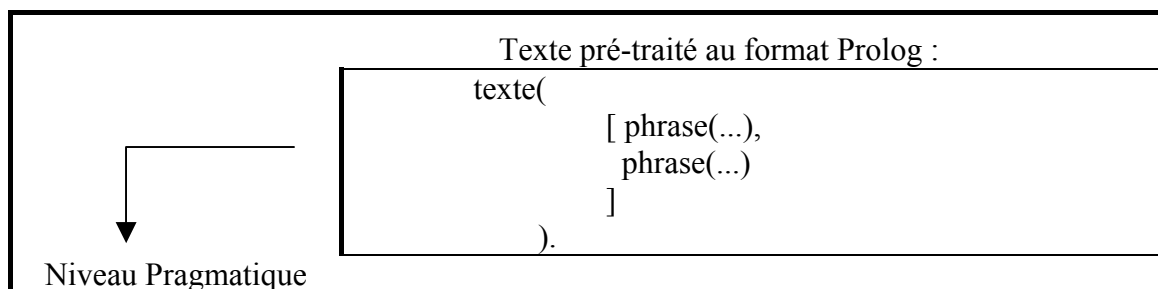 Texte pré-traité au format Prolog :
texte(
[ phrase(...),
phrase(...)
]
).
Niveau Pragmatique